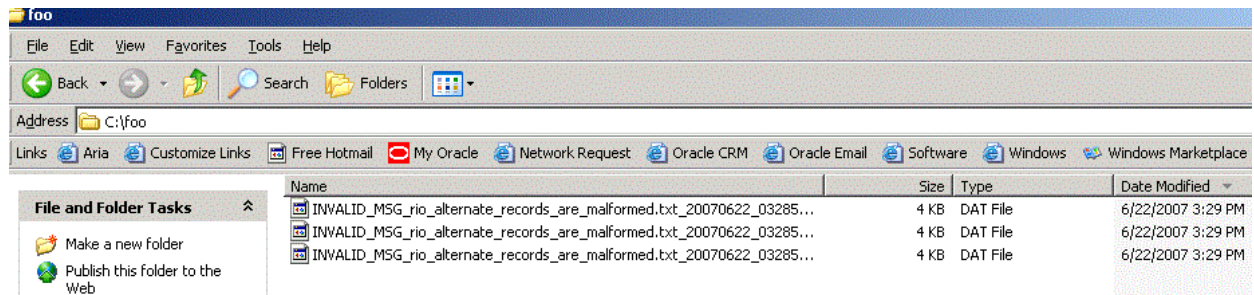 foo
File Edit View Favorites Tools Help
Back Search Folders
Address C:\foo
Links Aria Customize Links Free Hotmail My Oracle Network Request Oracle CRM Oracle Email Software Windows Windows Marketplace
Name Size Type Date Modified
File and Folder Tasks
Make a new folder
Publish this folder to the
Web
INVALID_MSG_rio_alternate_records_are_malformed.txt_20070622_03285... 4 KB DAT File 6/22/2007 3:29 PM
INVALID_MSG_rio_alternate_records_are_malformed.txt_20070622_03285... 4 KB DAT File 6/22/2007 3:29 PM
INVALID_MSG_rio_alternate_records_are_malformed.txt_20070622_03285... 4 KB DAT File 6/22/2007 3:29 PM